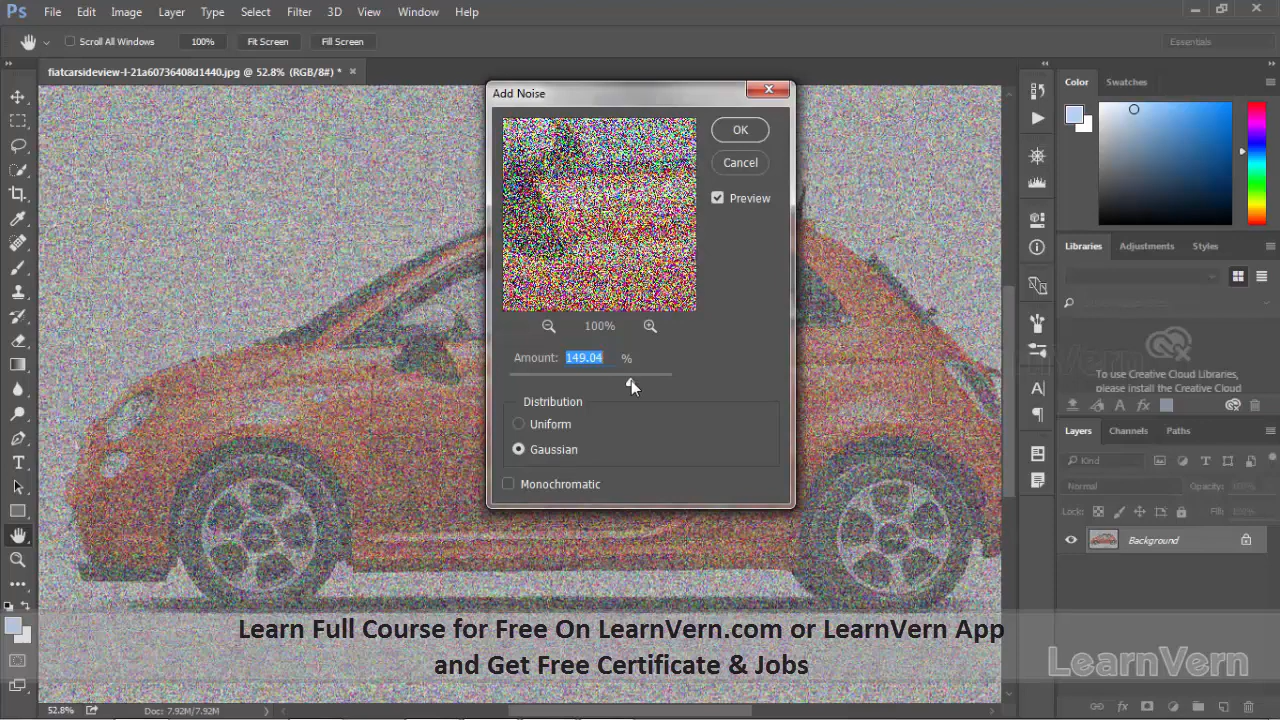 Ps File Edit Image Layer Type Select Filter 3D View Window Help
Scroll All Windows 100% Fit Screen Fill Screen Essentials
fiatcarsideview-l-21a60736408d1440.jpg @ 52.8% (RGB/8#) *
Add Noise
OK
Cancel
Preview
100%
Amount: 149.04 %
Distribution
Uniform
Gaussian
Monochromatic
Color Swatches
Libraries Adjustments Styles
To use Creative Cloud Libraries,
please install the Creative Cloud
Layers Channels Paths
Kind
Normal Opacity: 100%
Lock: Fill: 100%
Background
Learn Full Course for Free On LearnVern.com or LearnVern App
and Get Free Certificate & Jobs
LearnVern
52.8% Doc: 7.92M/7.92M